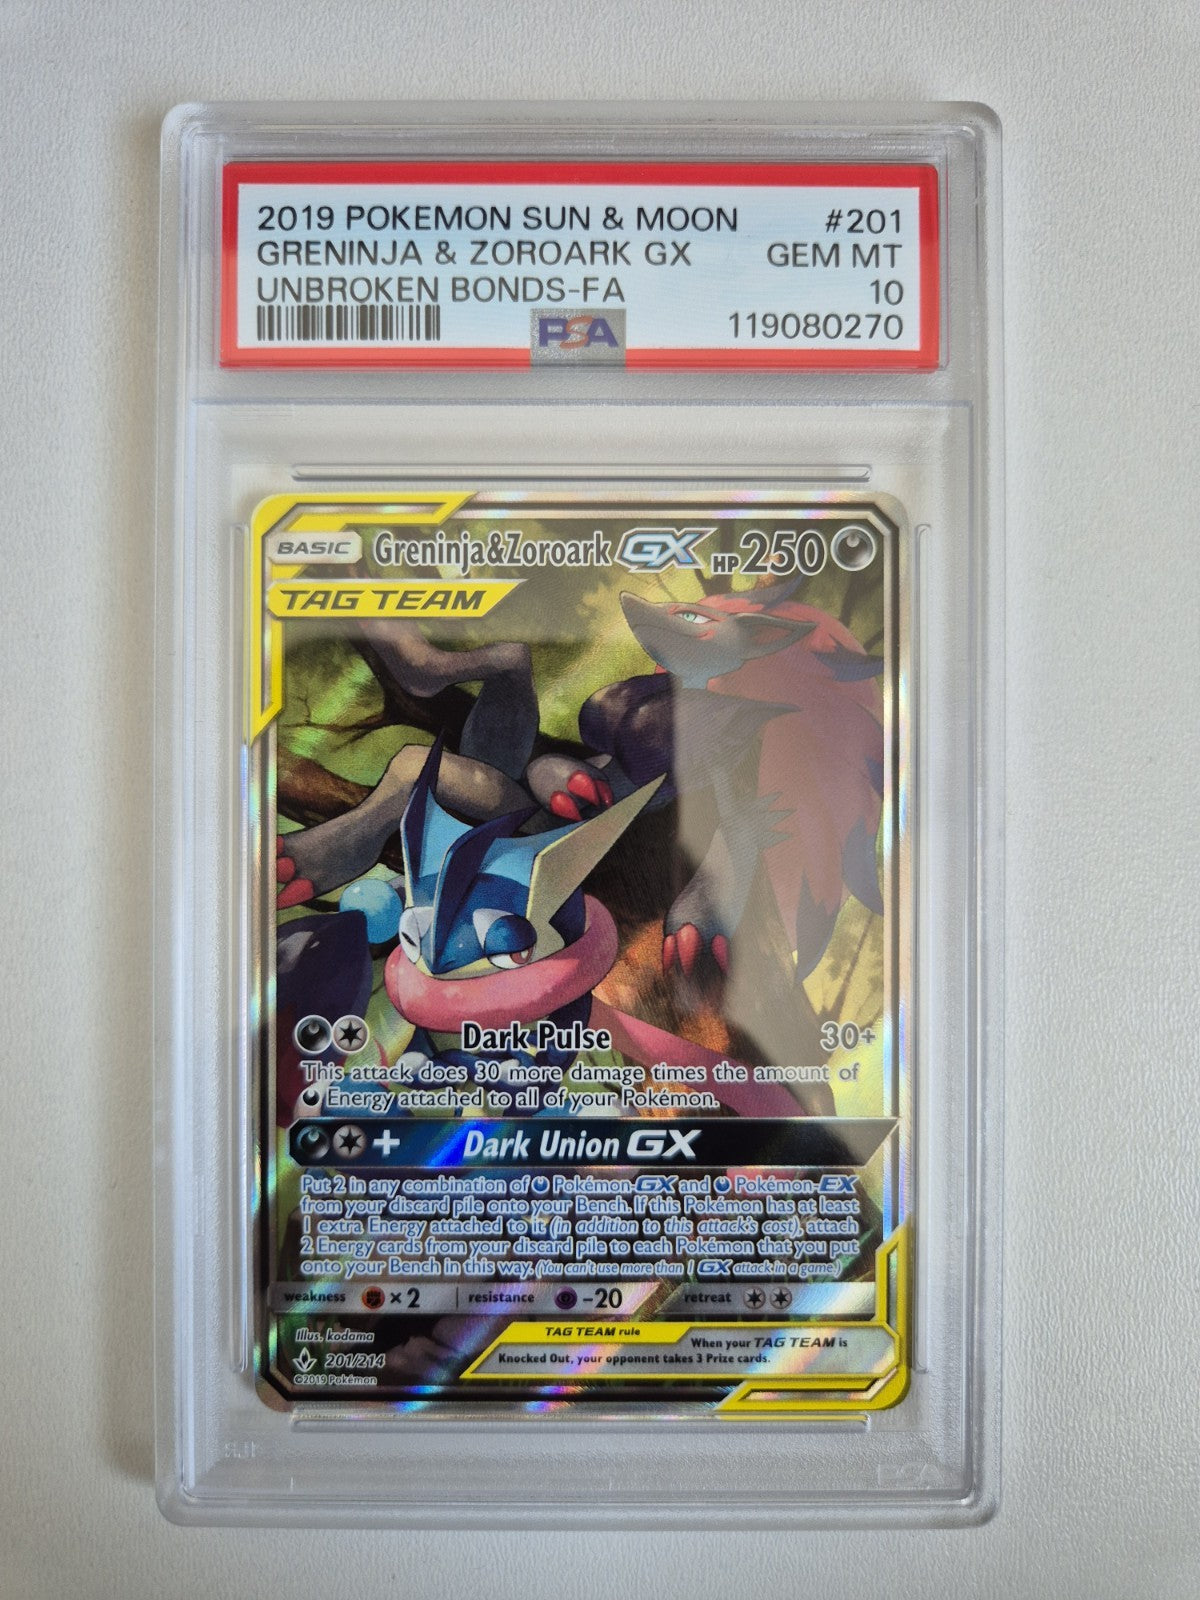 2019 POKEMON SUN & MOON #201
GRENINJA & ZOROARK GX GEM MT
UNBROKEN BONDS-FA 10
PSA 119080270
BASIC Greninja&Zoroark GX HP250
TAG TEAM
Dark Pulse 30+
This attack does 30 more damage times the amount of
Energy attached to all of your Pokémon.
+ Dark Union GX
Put 2 in any combination of Pokémon-GX and Pokémon-EX
from your discard pile onto your Bench. If this Pokémon has at least
1 extra Energy attached to it (in addition to this attack's cost), attach
2 Energy cards from your discard pile to each Pokémon that you put
onto your Bench in this way. (You can't use more than 1 GX attack in a game.)
weakness ×2 resistance -20 retreat
Illus. kodama
TAG TEAM rule
When your TAG TEAM is
Knocked Out, your opponent takes 3 Prize cards.
201/214
©2019 Pokémon
PSA